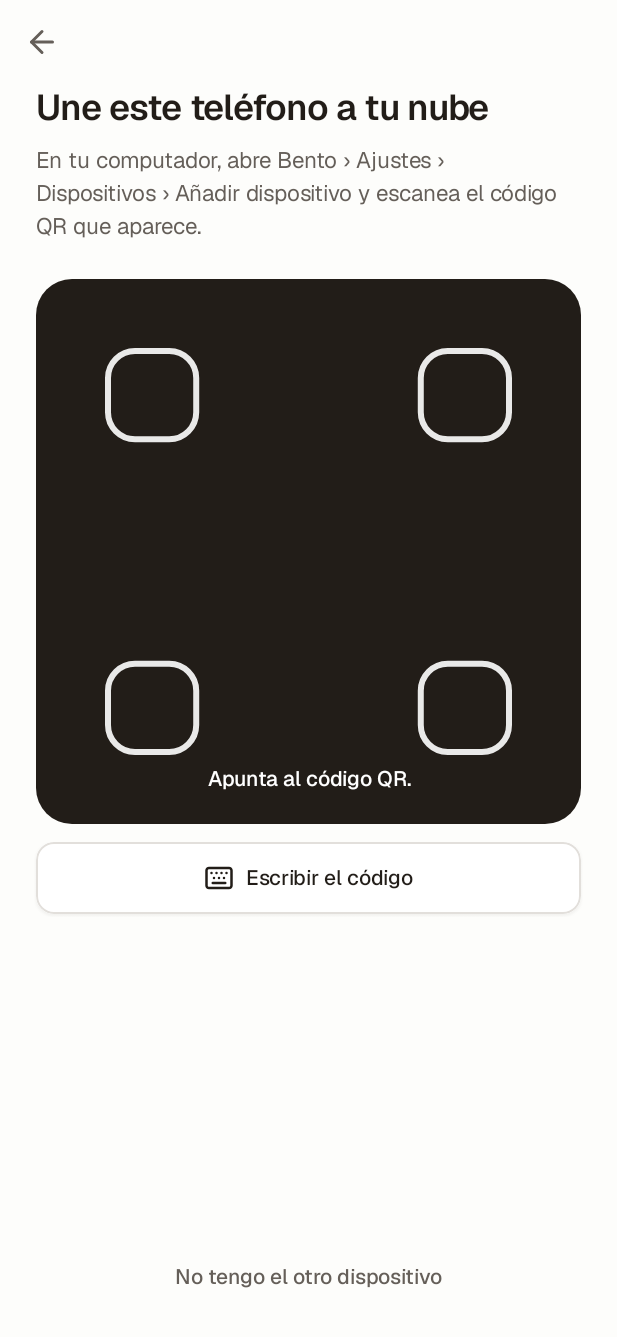 Une este teléfono a tu nube
En tu computador, abre Bento › Ajustes ›
Dispositivos › Añadir dispositivo y escanea el código
QR que aparece.
Apunta al código QR.
Escribir el código
No tengo el otro dispositivo